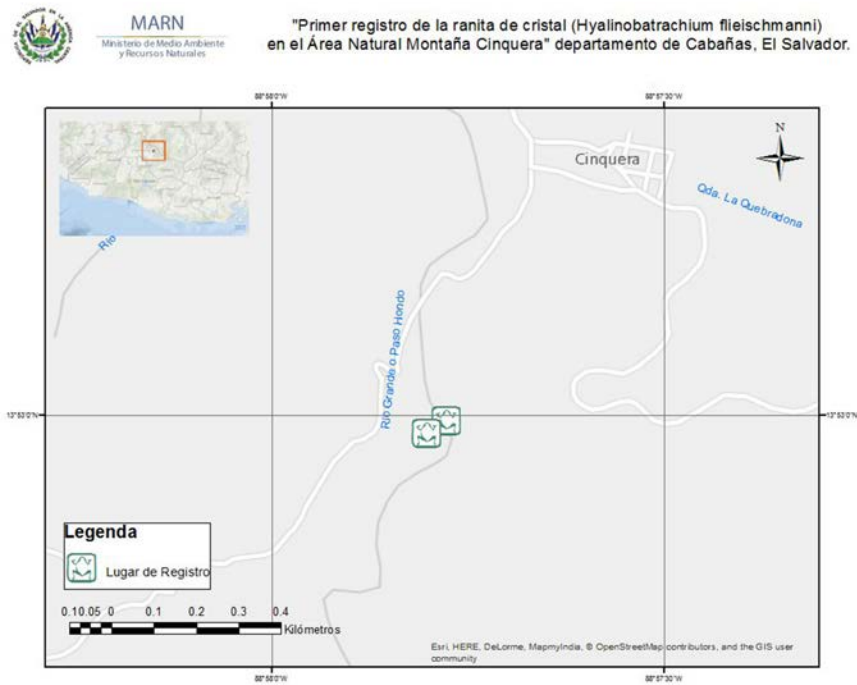 MARN
Ministerio de Medio Ambiente
y Recursos Naturales
"Primer registro de la ranita de cristal (Hyalinobatrachium flieischmanni)
en el Área Natural Montaña Cinquera" departamento de Cabañas, El Salvador.
88°58'0"W
88°57'30"W
N
Cinquera
Qda. La Quebradona
Río
Río Grande o Paso Hondo
13°53'0"N
13°53'0"N
Legenda
Lugar de Registro
0.10.05 0 0.1 0.2 0.3 0.4
Kilómetros
Esri, HERE, DeLorme, MapmyIndia, © OpenStreetMap contributors, and the GIS user
community
88°58'0"W
88°57'30"W